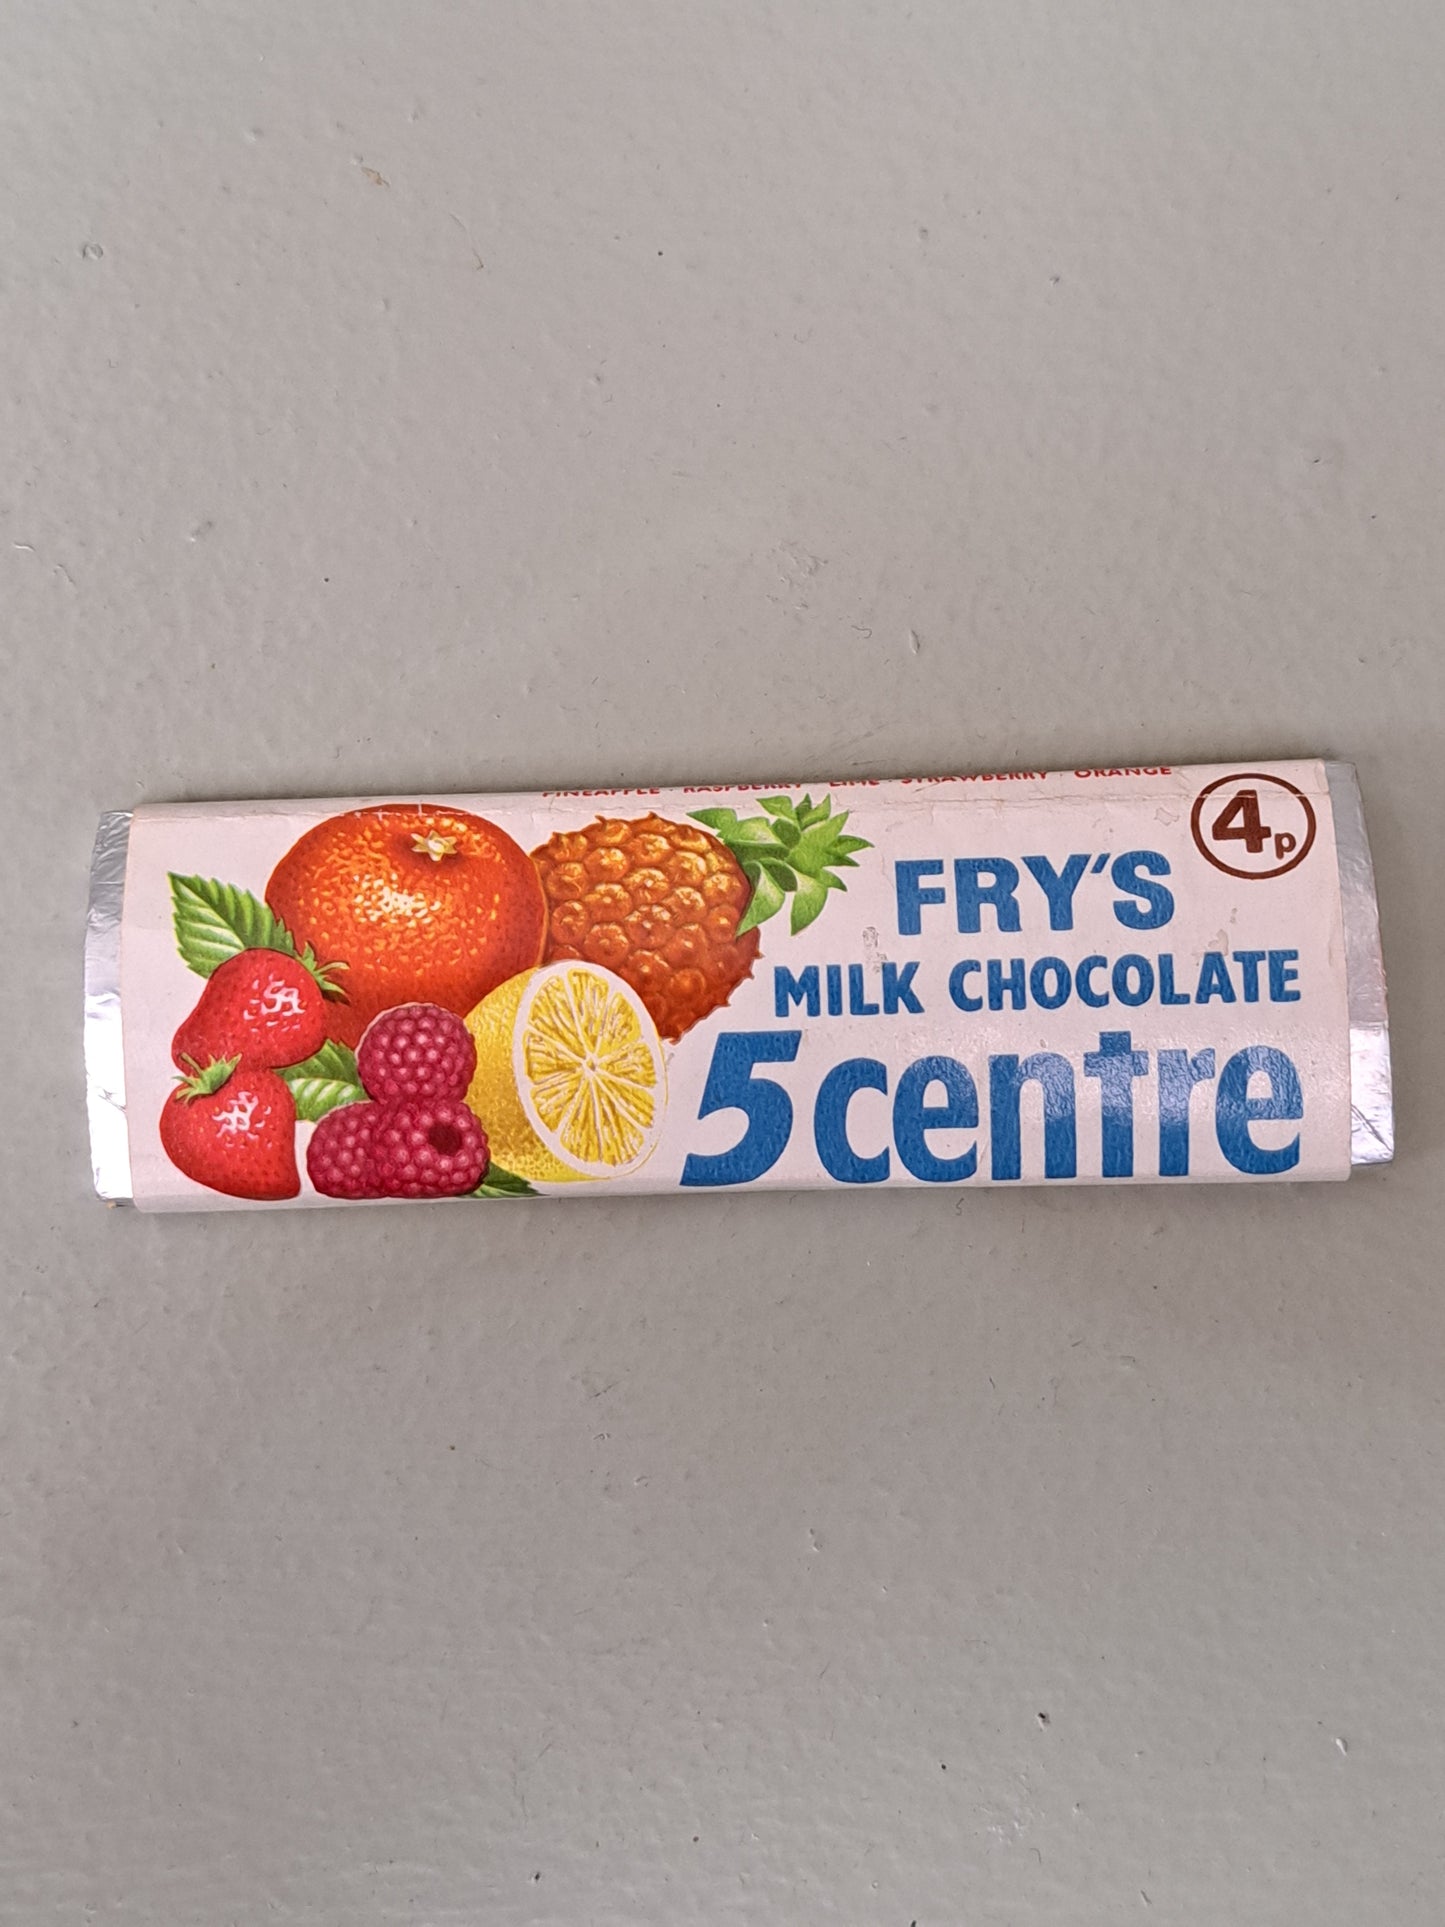 PINEAPPLE · RASPBERRY · LIME · STRAWBERRY · ORANGE
4p
FRY'S
MILK CHOCOLATE
5centre